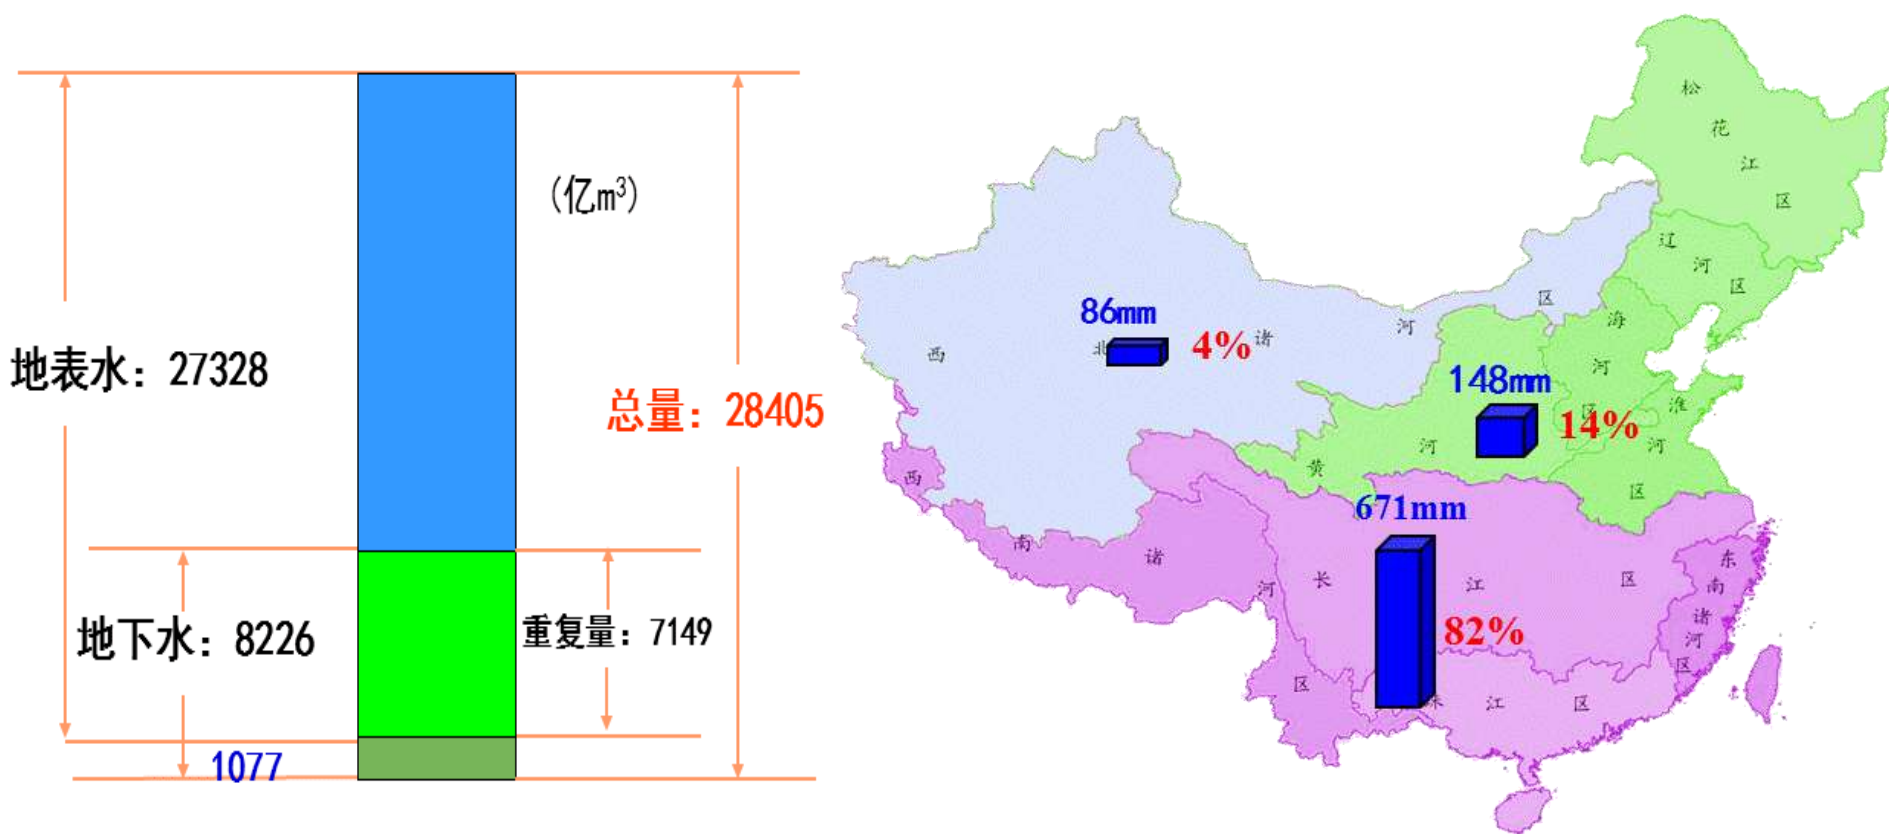 (亿m³)
地表水：27328
总量：28405
地下水：8226
重复量：7149
1077
松
花
江
区
辽
河
区
86mm
4%
西
北
诸
河
区
海
河
区
148mm
14%
淮
河
区
黄
河
671mm
82%
西
南
诸
河
区
长
江
区
东
南
诸
河
区
珠
江
区